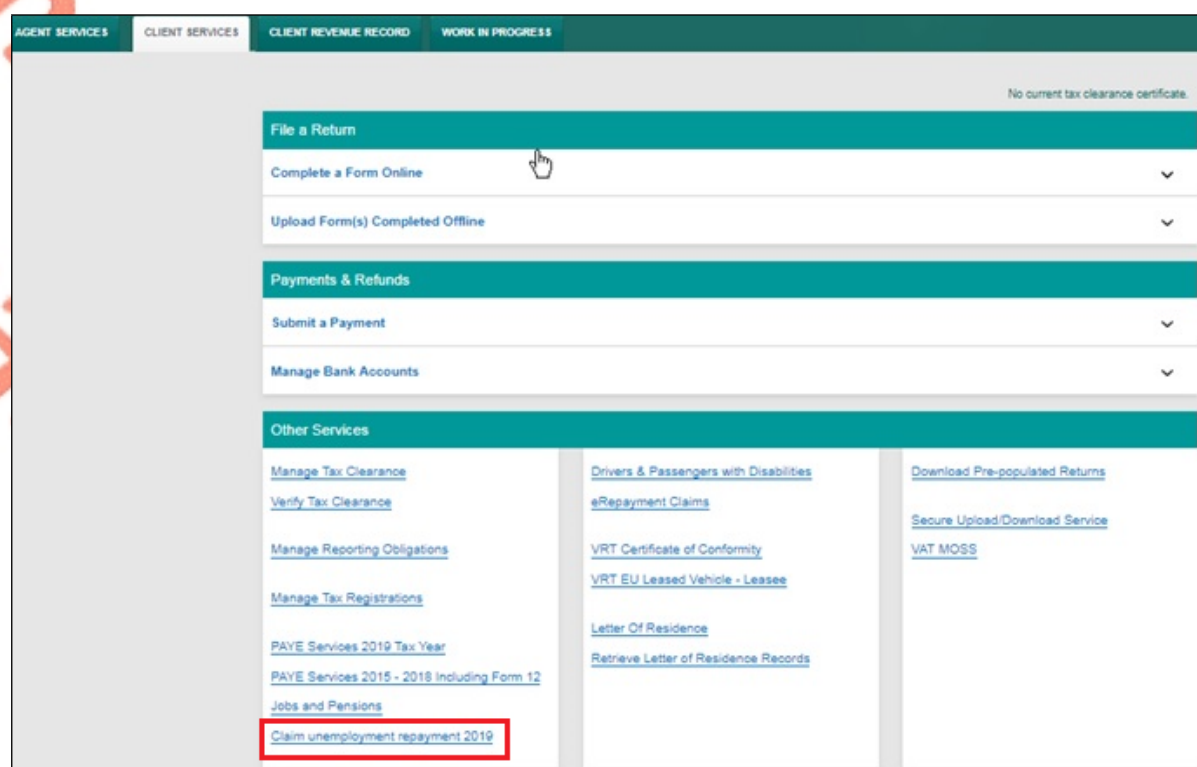 AGENT SERVICES
CLIENT SERVICES
CLIENT REVENUE RECORD
WORK IN PROGRESS
No current tax clearance certificate.
File a Return
Complete a Form Online
Upload Form(s) Completed Offline
Payments & Refunds
Submit a Payment
Manage Bank Accounts
Other Services
Manage Tax Clearance
Verify Tax Clearance
Manage Reporting Obligations
Manage Tax Registrations
PAYE Services 2019 Tax Year
PAYE Services 2015 - 2018 Including Form 12
Jobs and Pensions
Claim unemployment repayment 2019
Drivers & Passengers with Disabilities
eRepayment Claims
VRT Certificate of Conformity
VRT EU Leased Vehicle - Leasee
Letter Of Residence
Retrieve Letter of Residence Records
Download Pre-populated Returns
Secure Upload/Download Service
VAT MOSS